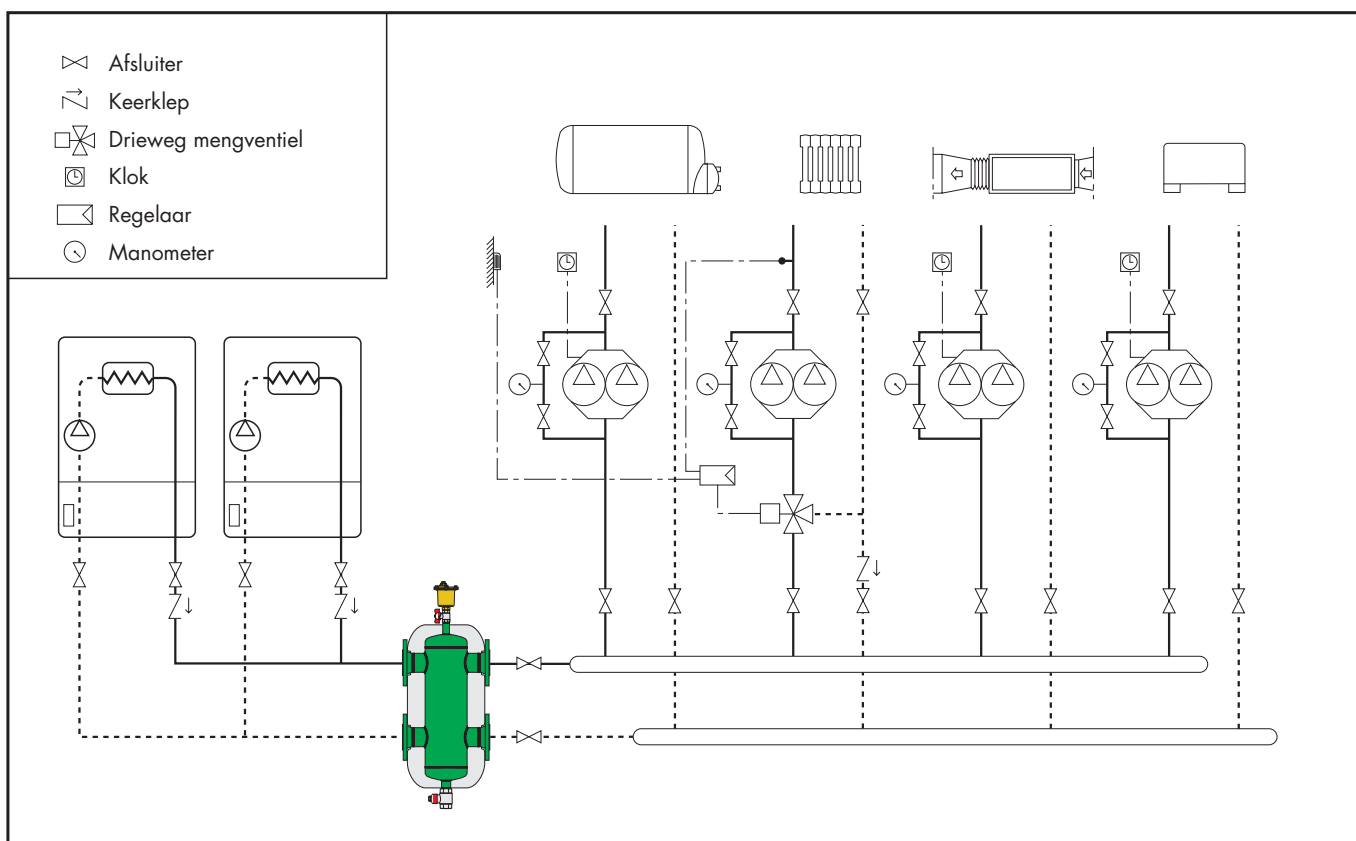 Afsluiter
Keerklep
Drieweg mengventiel
Klok
Regelaar
Manometer